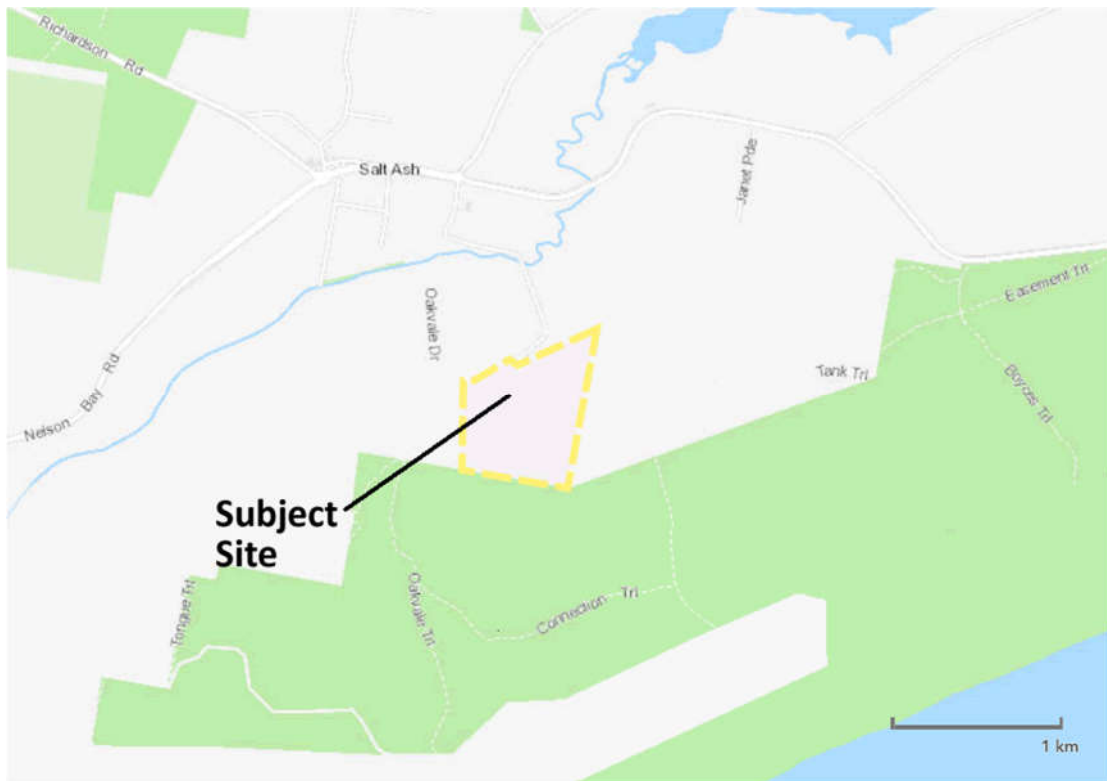 Richardson Rd
Salt Ash
Janet Pde
Easement Trl
Oakvale Dr
Nelson Bay Rd
Tank Trl
Boyces Trl
Subject
Site
Tongue Trl
Oakvale Trl
Connection Trl
1 km